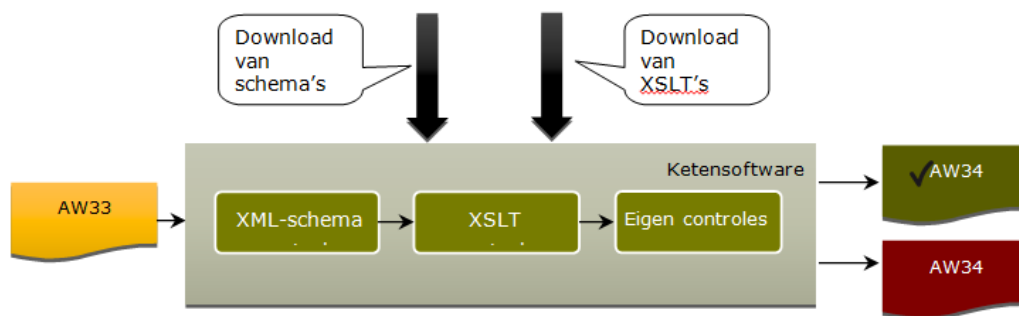 Download
van
schema's
Download
van
XSLT's
Ketensoftware
AW33
XML-schema
XSLT
Eigen controles
AW34
AW34